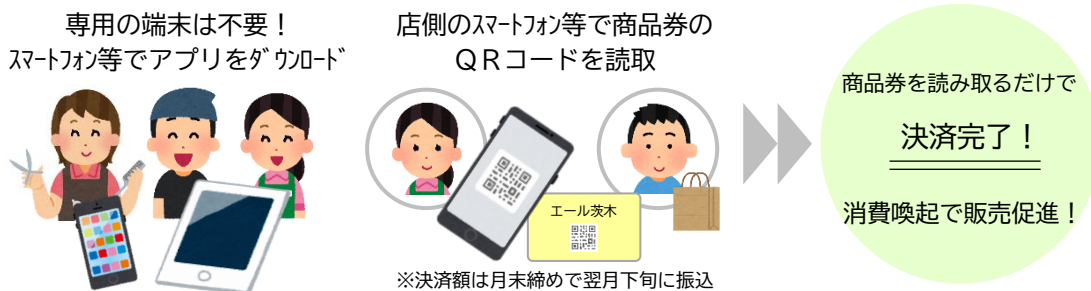 専用の端末は不要！
ｽﾏｰﾄﾌｫﾝ等でアプリをﾀﾞｳﾝﾛｰﾄﾞ
店側のｽﾏｰﾄﾌｫﾝ等で商品券の
ＱＲコードを読取
エール茨木
※決済額は月末締めで翌月下旬に振込
商品券を読み取るだけで
決済完了！
消費喚起で販売促進！